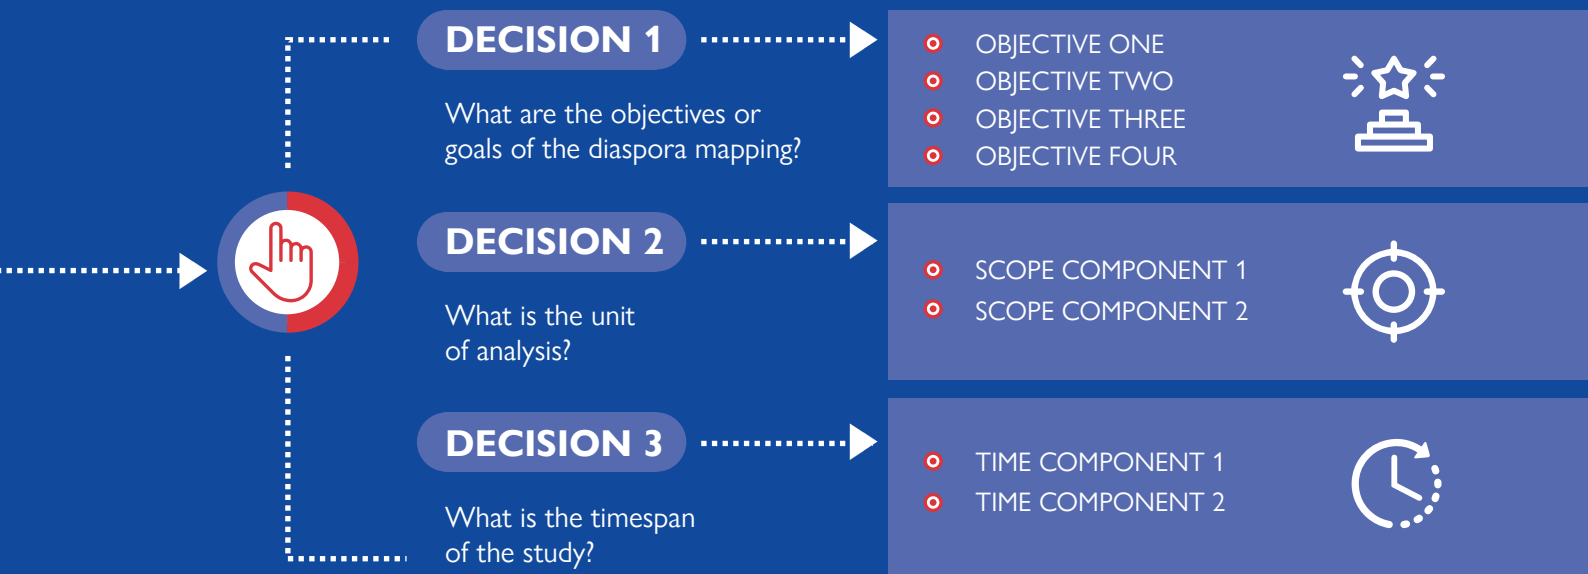 DECISION 1
What are the objectives or
goals of the diaspora mapping?
OBJECTIVE ONE
OBJECTIVE TWO
OBJECTIVE THREE
OBJECTIVE FOUR
DECISION 2
What is the unit
of analysis?
SCOPE COMPONENT 1
SCOPE COMPONENT 2
DECISION 3
What is the timespan
of the study?
TIME COMPONENT 1
TIME COMPONENT 2